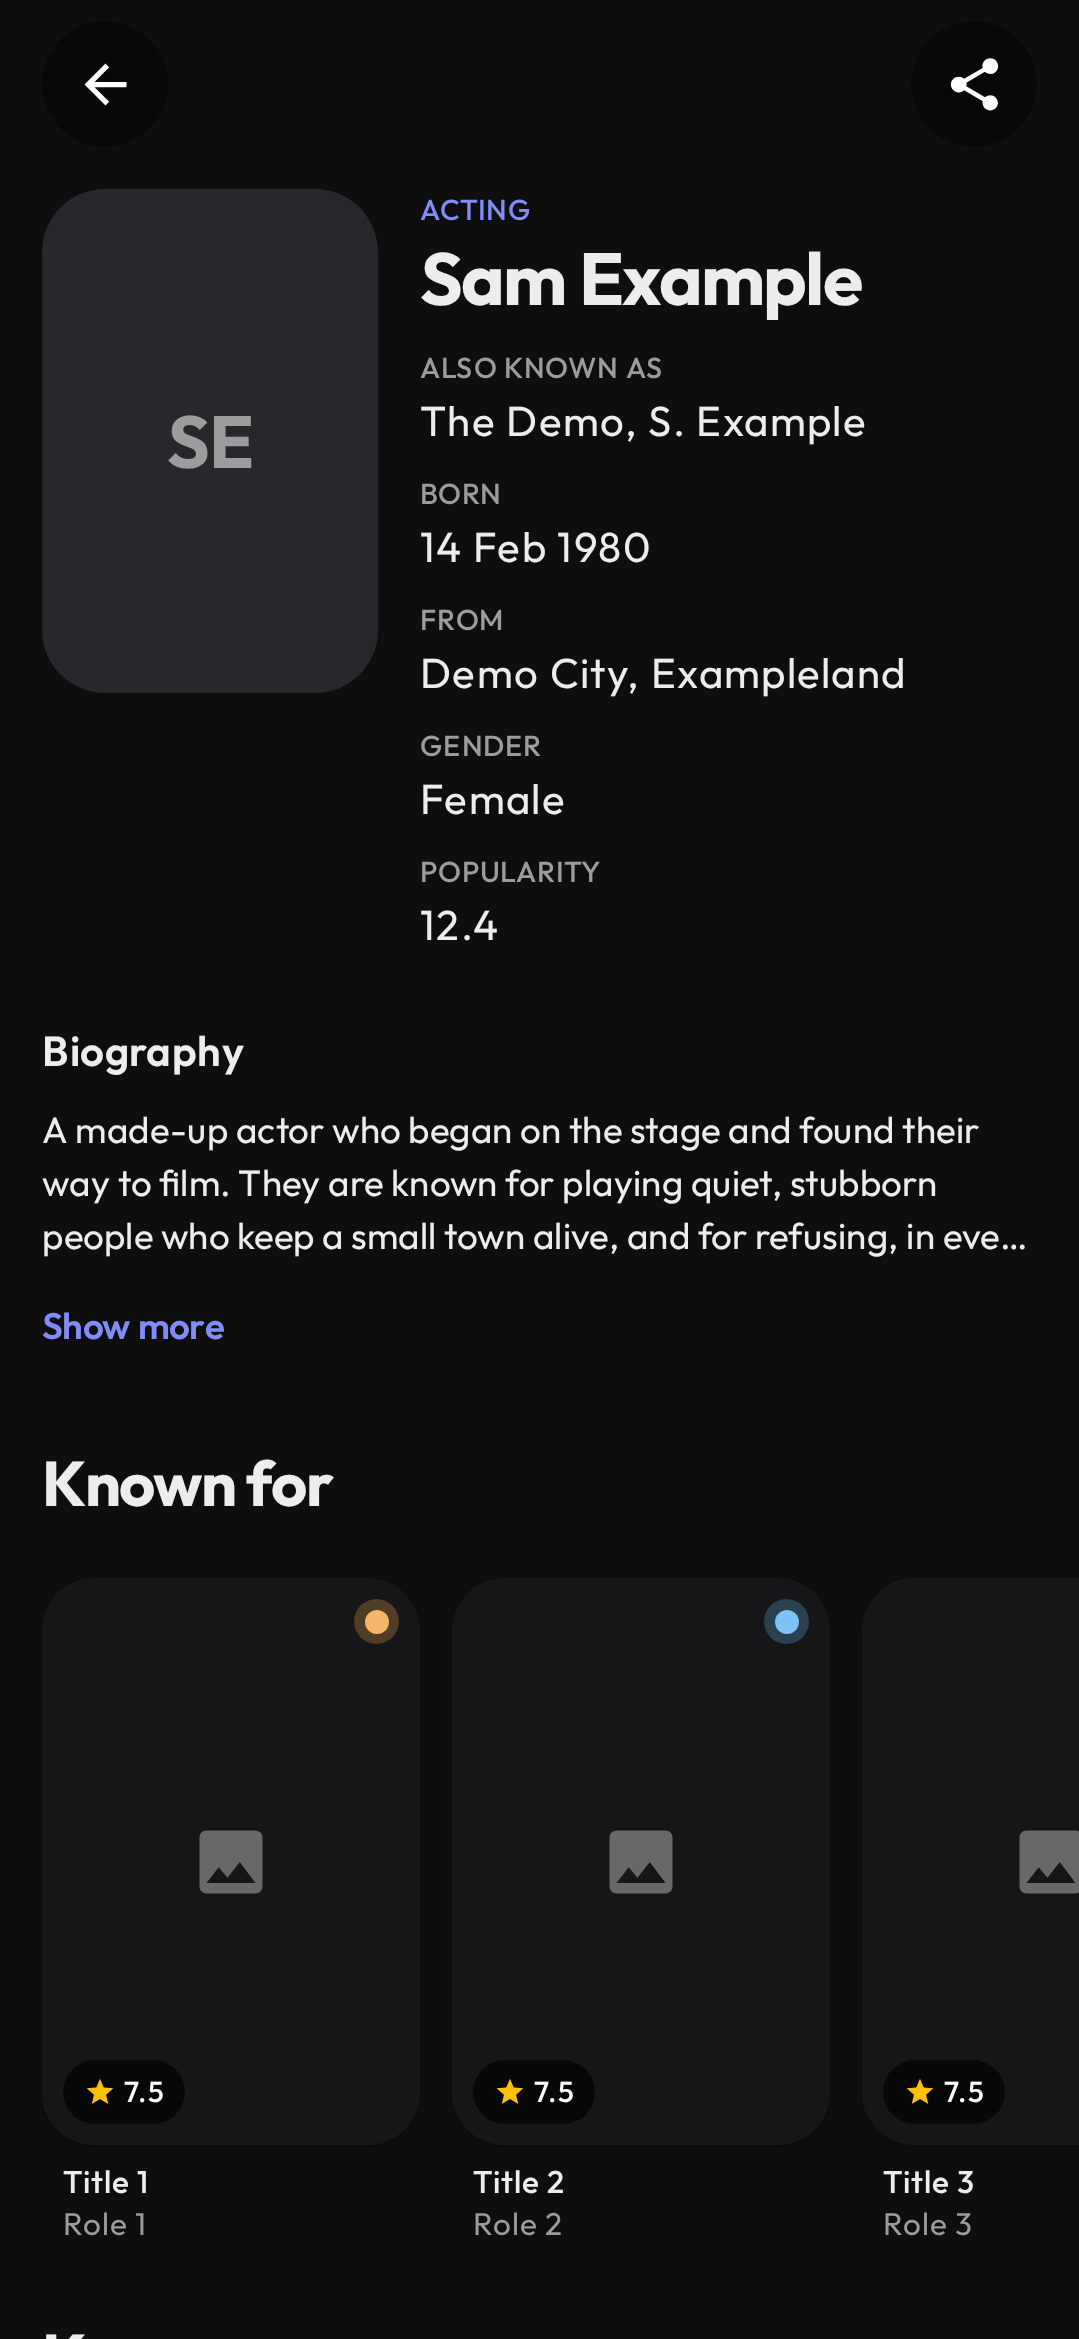 ACTING
Sam Example
SE
ALSO KNOWN AS
The Demo, S. Example
BORN
14 Feb 1980
FROM
Demo City, Exampleland
GENDER
Female
POPULARITY
12.4
Biography
A made-up actor who began on the stage and found their
way to film. They are known for playing quiet, stubborn
people who keep a small town alive, and for refusing, in eve…
Show more
Known for
7.5
7.5
7.5
Title 1
Title 2
Title 3
Role 1
Role 2
Role 3